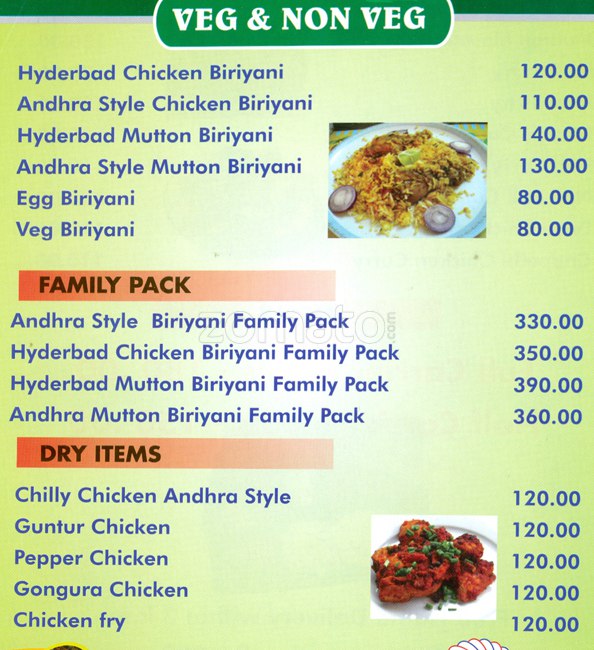 VEG & NON VEG
Hyderbad Chicken Biriyani 120.00
Andhra Style Chicken Biriyani 110.00
Hyderbad Mutton Biriyani 140.00
Andhra Style Mutton Biriyani 130.00
Egg Biriyani 80.00
Veg Biriyani 80.00
FAMILY PACK
Andhra Style Biriyani Family Pack 330.00
zomato.com
Hyderbad Chicken Biriyani Family Pack 350.00
Hyderbad Mutton Biriyani Family Pack 390.00
Andhra Mutton Biriyani Family Pack 360.00
DRY ITEMS
Chilly Chicken Andhra Style 120.00
Guntur Chicken 120.00
Pepper Chicken 120.00
Gongura Chicken 120.00
Chicken fry 120.00